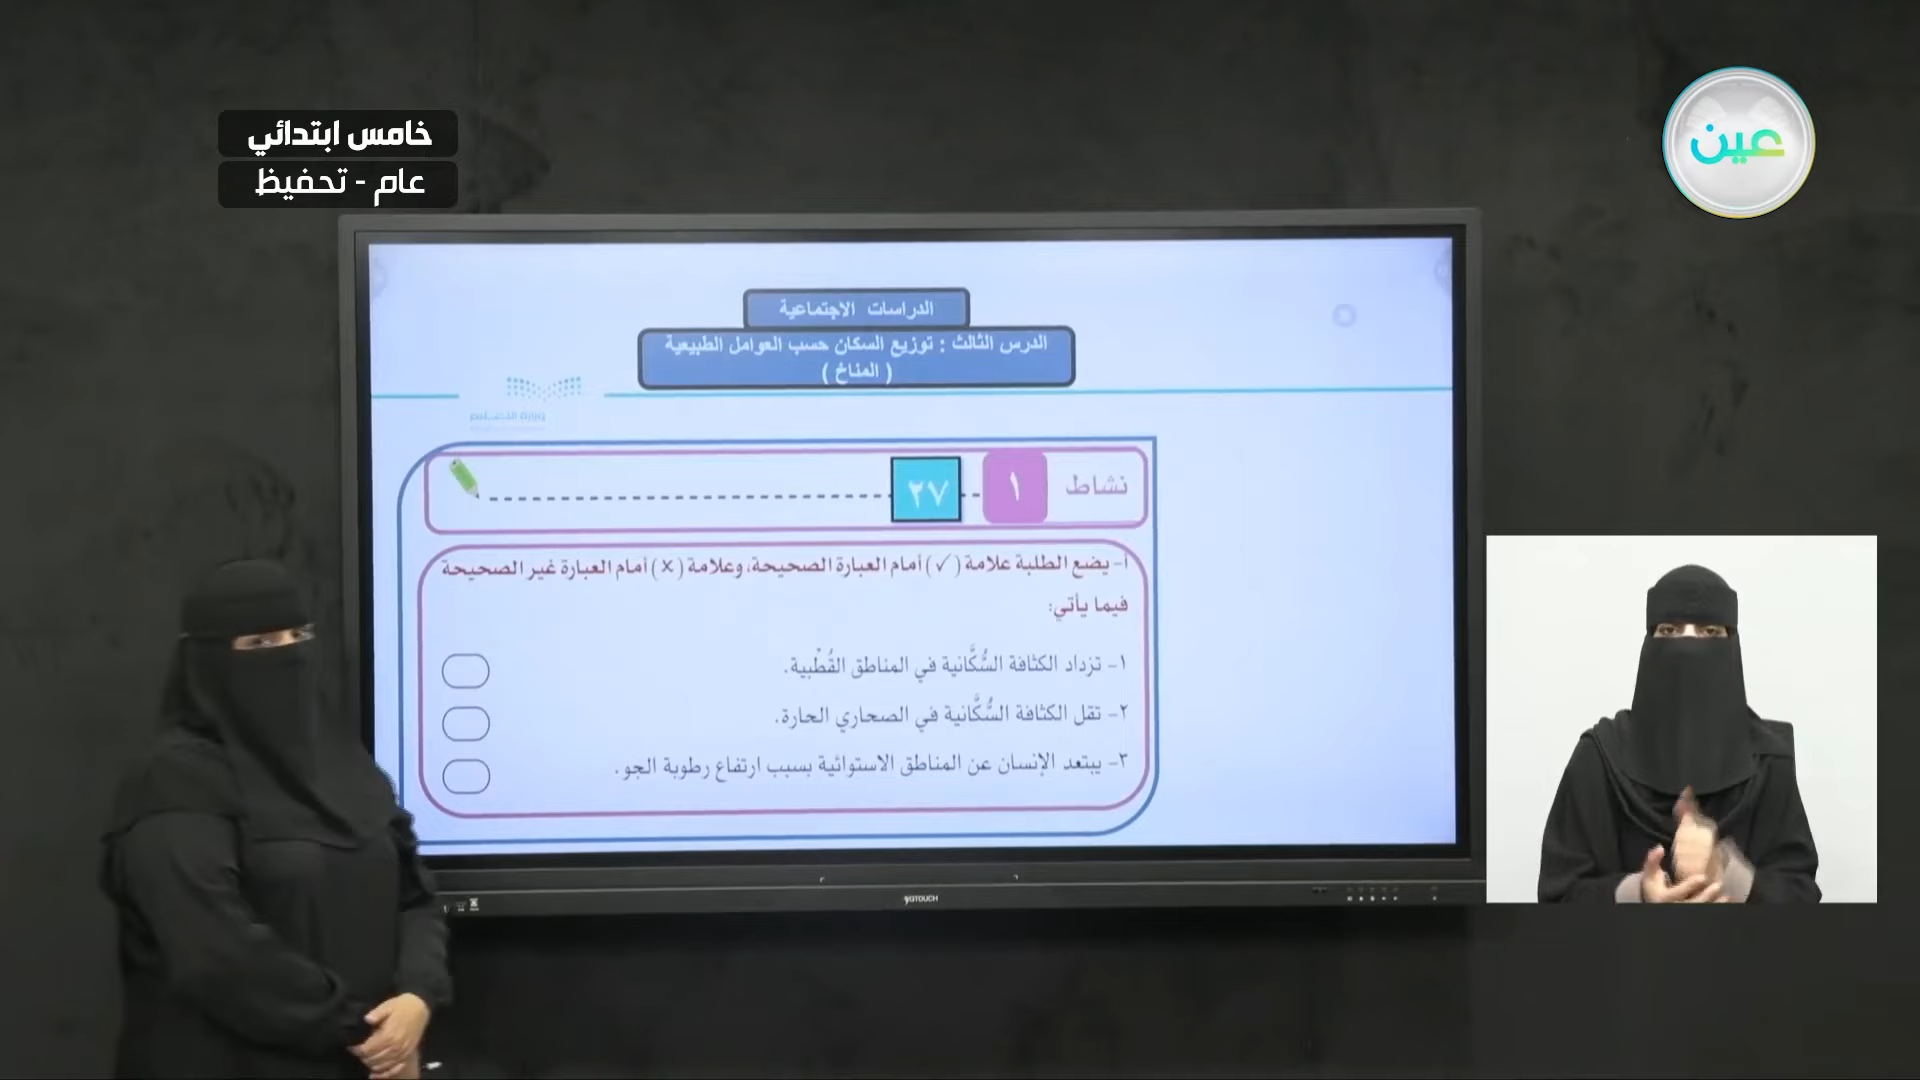 خامس ابتدائي
عام - تحفيظ
عين
الدراسات الاجتماعية
الدرس الثالث : توزيع السكان حسب العوامل الطبيعية
( المناخ )
وزارة التعليم
نشاط ١ ٢٧
أ- يضع الطلبة علامة (✓) أمام العبارة الصحيحة، وعلامة (✗) أمام العبارة غير الصحيحة
فيما يأتي:
١- تزداد الكثافة السُّكَّانية في المناطق القُطْبية.
٢- تقل الكثافة السُّكَّانية في الصحاري الحارة.
٣- يبتعد الإنسان عن المناطق الاستوائية بسبب ارتفاع رطوبة الجو.